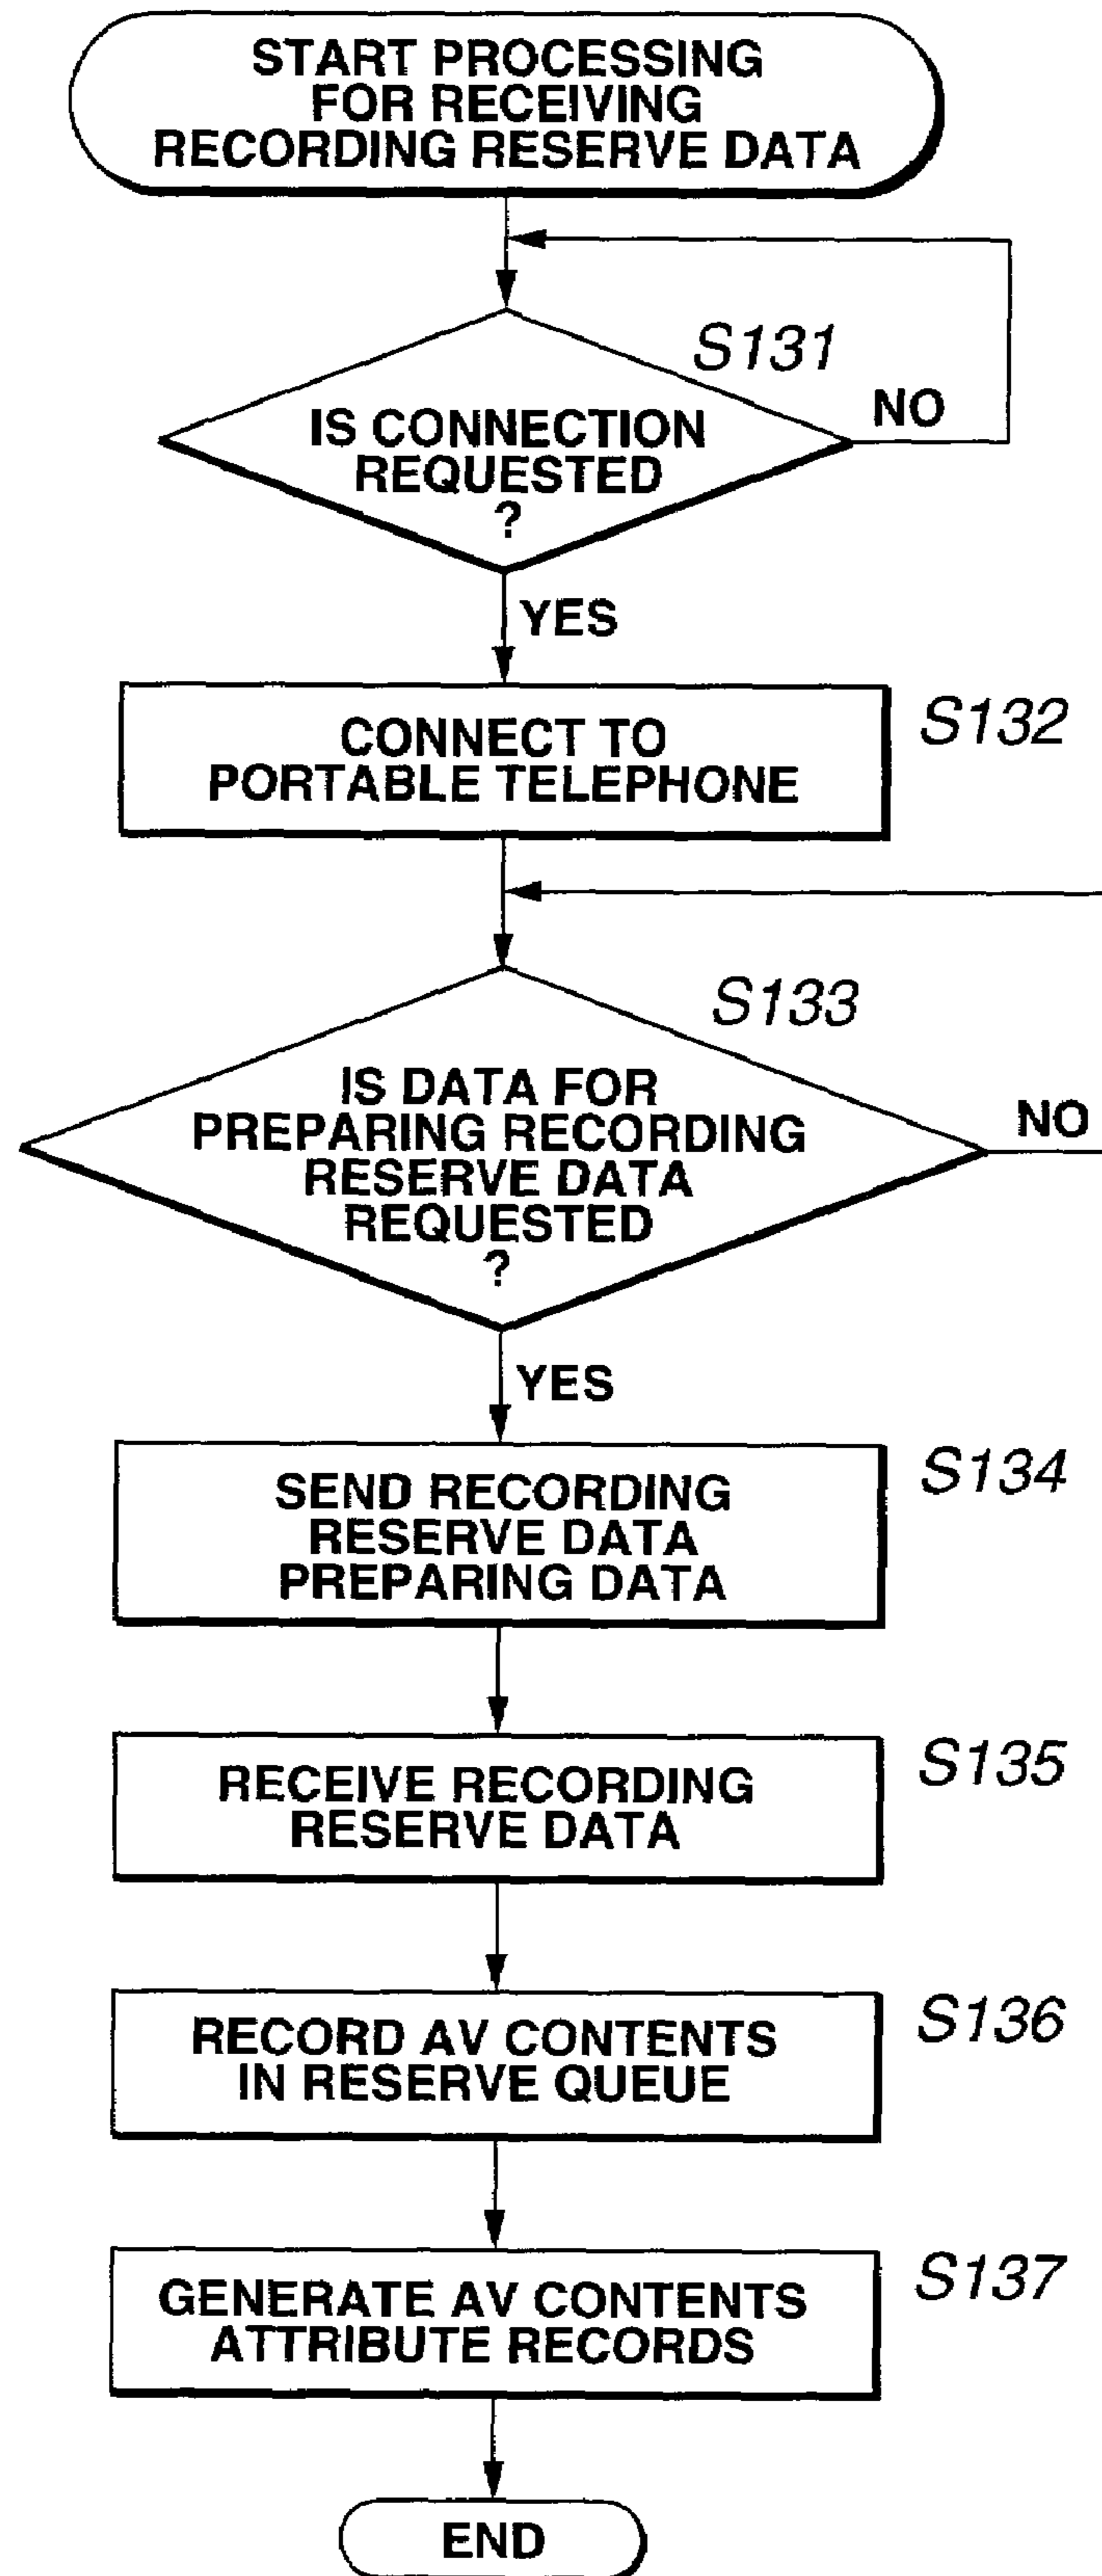 START PROCESSING
FOR RECEIVING
RECORDING RESERVE DATA
S131
IS CONNECTION
REQUESTED
?
NO
YES
S132
CONNECT TO
PORTABLE TELEPHONE
S133
IS DATA FOR
PREPARING RECORDING
RESERVE DATA
REQUESTED
?
NO
YES
S134
SEND RECORDING
RESERVE DATA
PREPARING DATA
S135
RECEIVE RECORDING
RESERVE DATA
S136
RECORD AV CONTENTS
IN RESERVE QUEUE
S137
GENERATE AV CONTENTS
ATTRIBUTE RECORDS
END